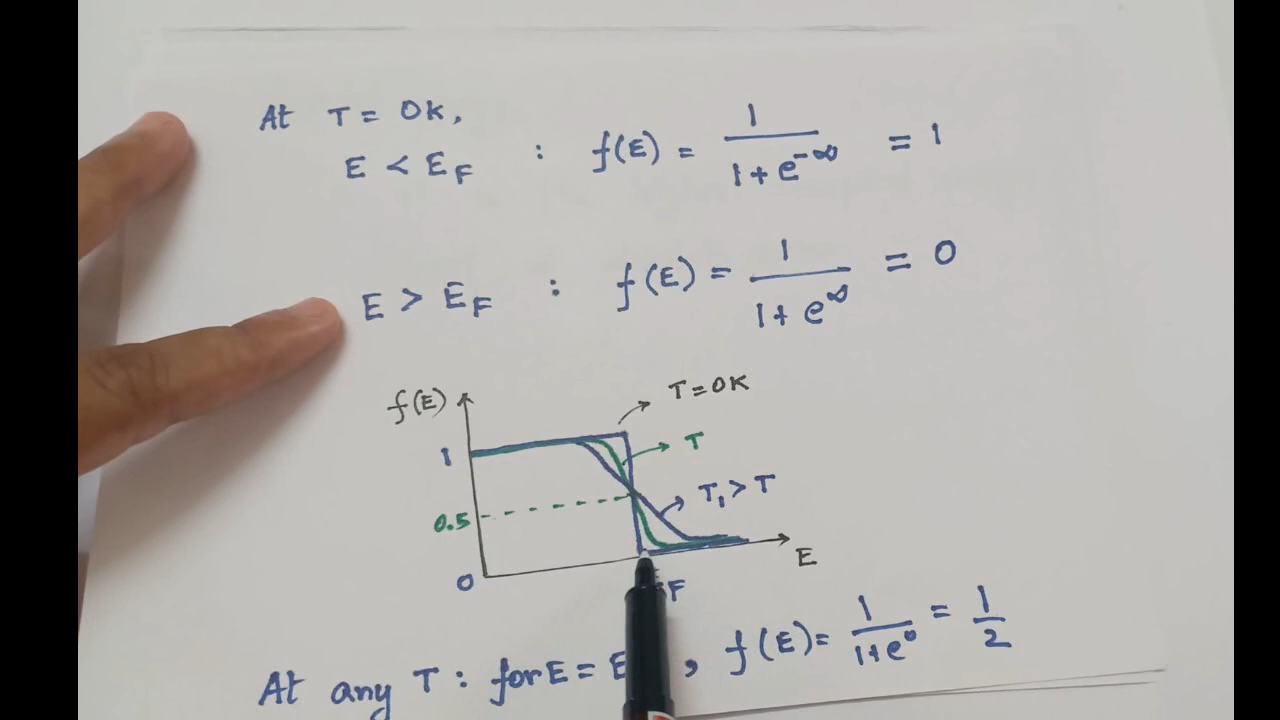 At T = 0K,
E < E_F : f(E) = 1/(1 + e^-∞) = 1
E > E_F : f(E) = 1/(1 + e^∞) = 0
f(E)
T = 0K
1
T
T₁ > T
0.5
E
0
F
At any T : for E = E , f(E) = 1/(1+e⁰) = 1/2